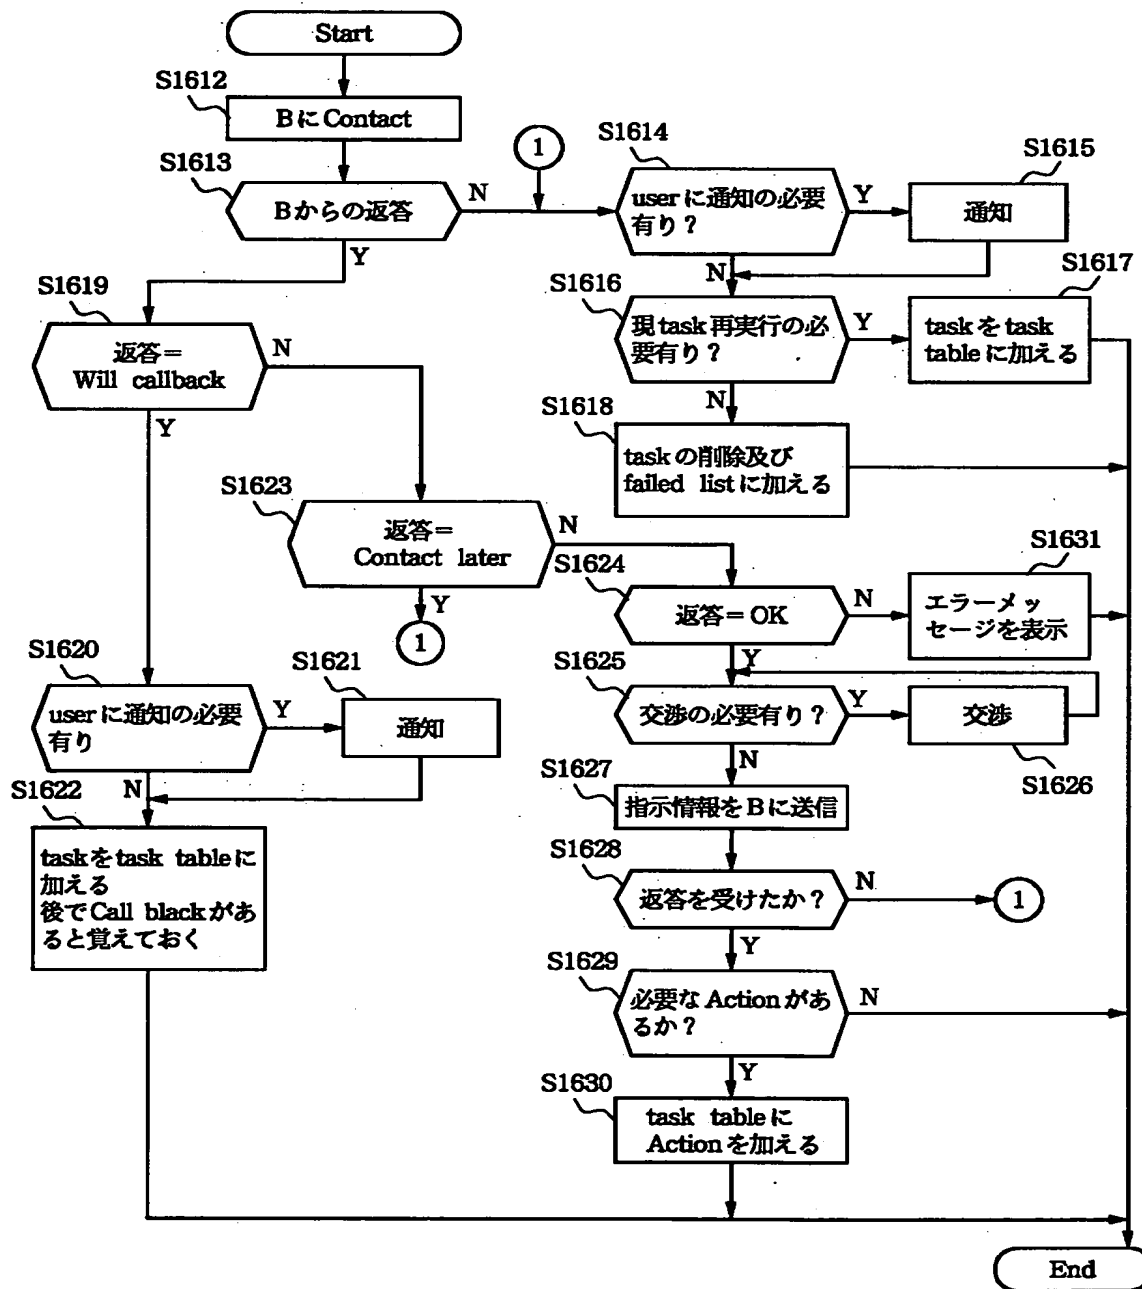 Start
S1612
BにContact
S1613
Bからの返答
N
Y
1
S1614
userに通知の必要
有り？
Y
N
S1615
通知
S1616
現task再実行の必
要有り？
Y
N
S1617
taskをtask
tableに加える
S1618
taskの削除及び
failed listに加える
S1619
返答＝
Will callback
N
Y
S1623
返答＝
Contact later
N
Y
1
S1624
返答＝OK
N
Y
S1631
エラーメッ
セージを表示
S1620
userに通知の必要
有り
Y
N
S1621
通知
S1622
taskをtask tableに
加える
後でCall blackがあ
ると覚えておく
S1625
交渉の必要有り？
Y
N
交渉
S1626
S1627
指示情報をBに送信
S1628
返答を受けたか？
N
Y
1
S1629
必要なActionがあ
るか？
N
Y
S1630
task tableに
Actionを加える
End